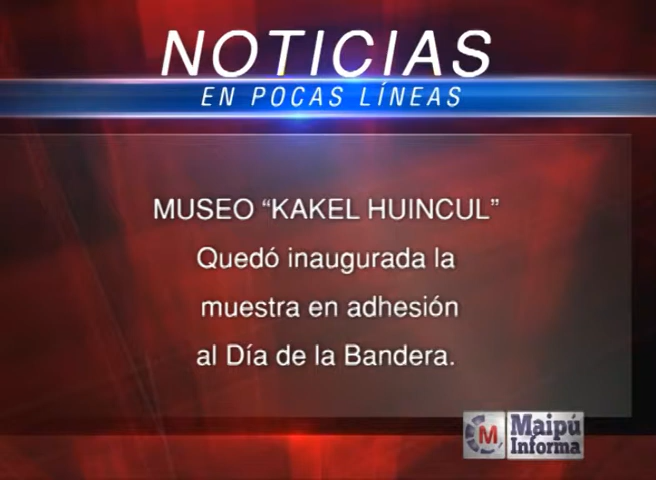 NOTICIAS
EN POCAS LÍNEAS
MUSEO “KAKEL HUINCUL”
Quedó inaugurada la
muestra en adhesión
al Día de la Bandera.
M Maipú
Informa